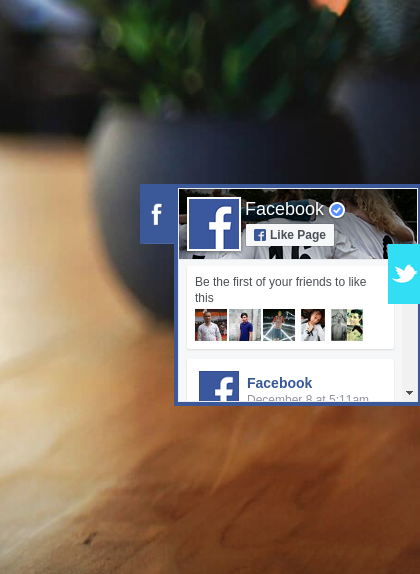 Facebook
Like Page
Be the first of your friends to like
this
Facebook
December 8 at 5:11am